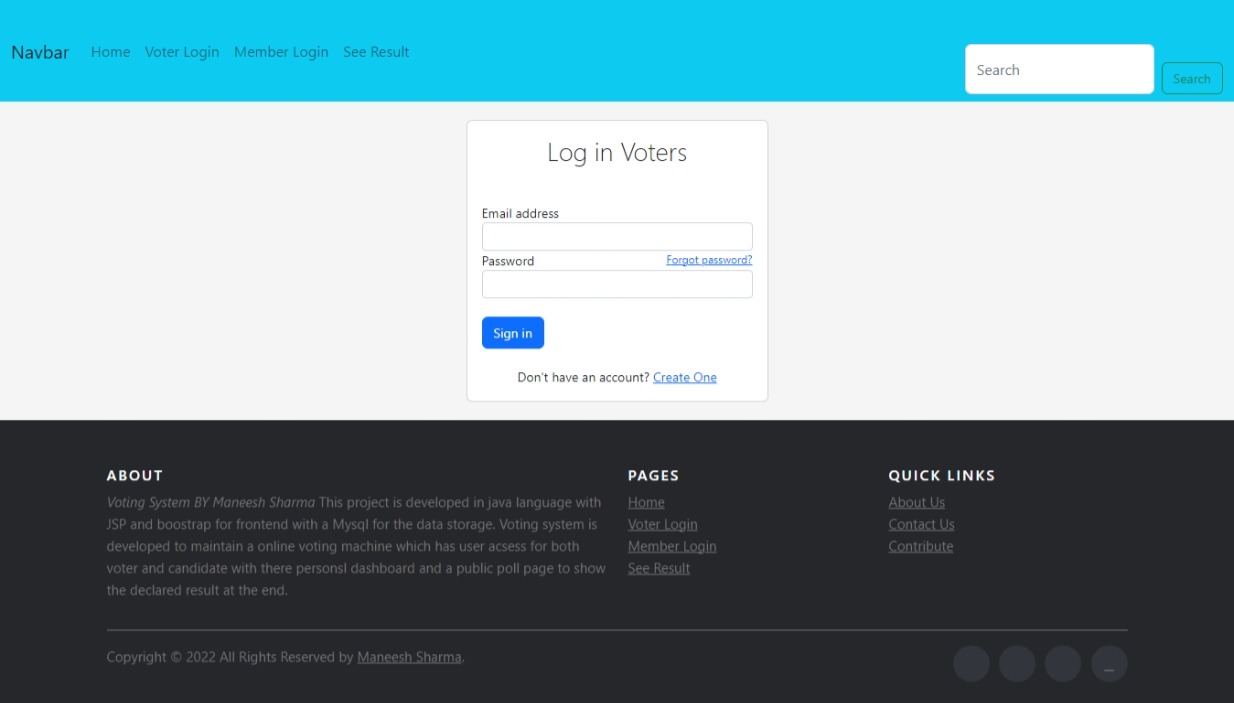 Navbar Home Voter Login Member Login See Result
Search Search
Log in Voters
Email address
Password Forgot password?
Sign in
Don't have an account? Create One
ABOUT
Voting System BY Maneesh Sharma This project is developed in java language with
JSP and boostrap for frontend with a Mysql for the data storage. Voting system is
developed to maintain a online voting machine which has user acsess for both
voter and candidate with there personsl dashboard and a public poll page to show
the declared result at the end.
PAGES
Home
Voter Login
Member Login
See Result
QUICK LINKS
About Us
Contact Us
Contribute
Copyright © 2022 All Rights Reserved by Maneesh Sharma.